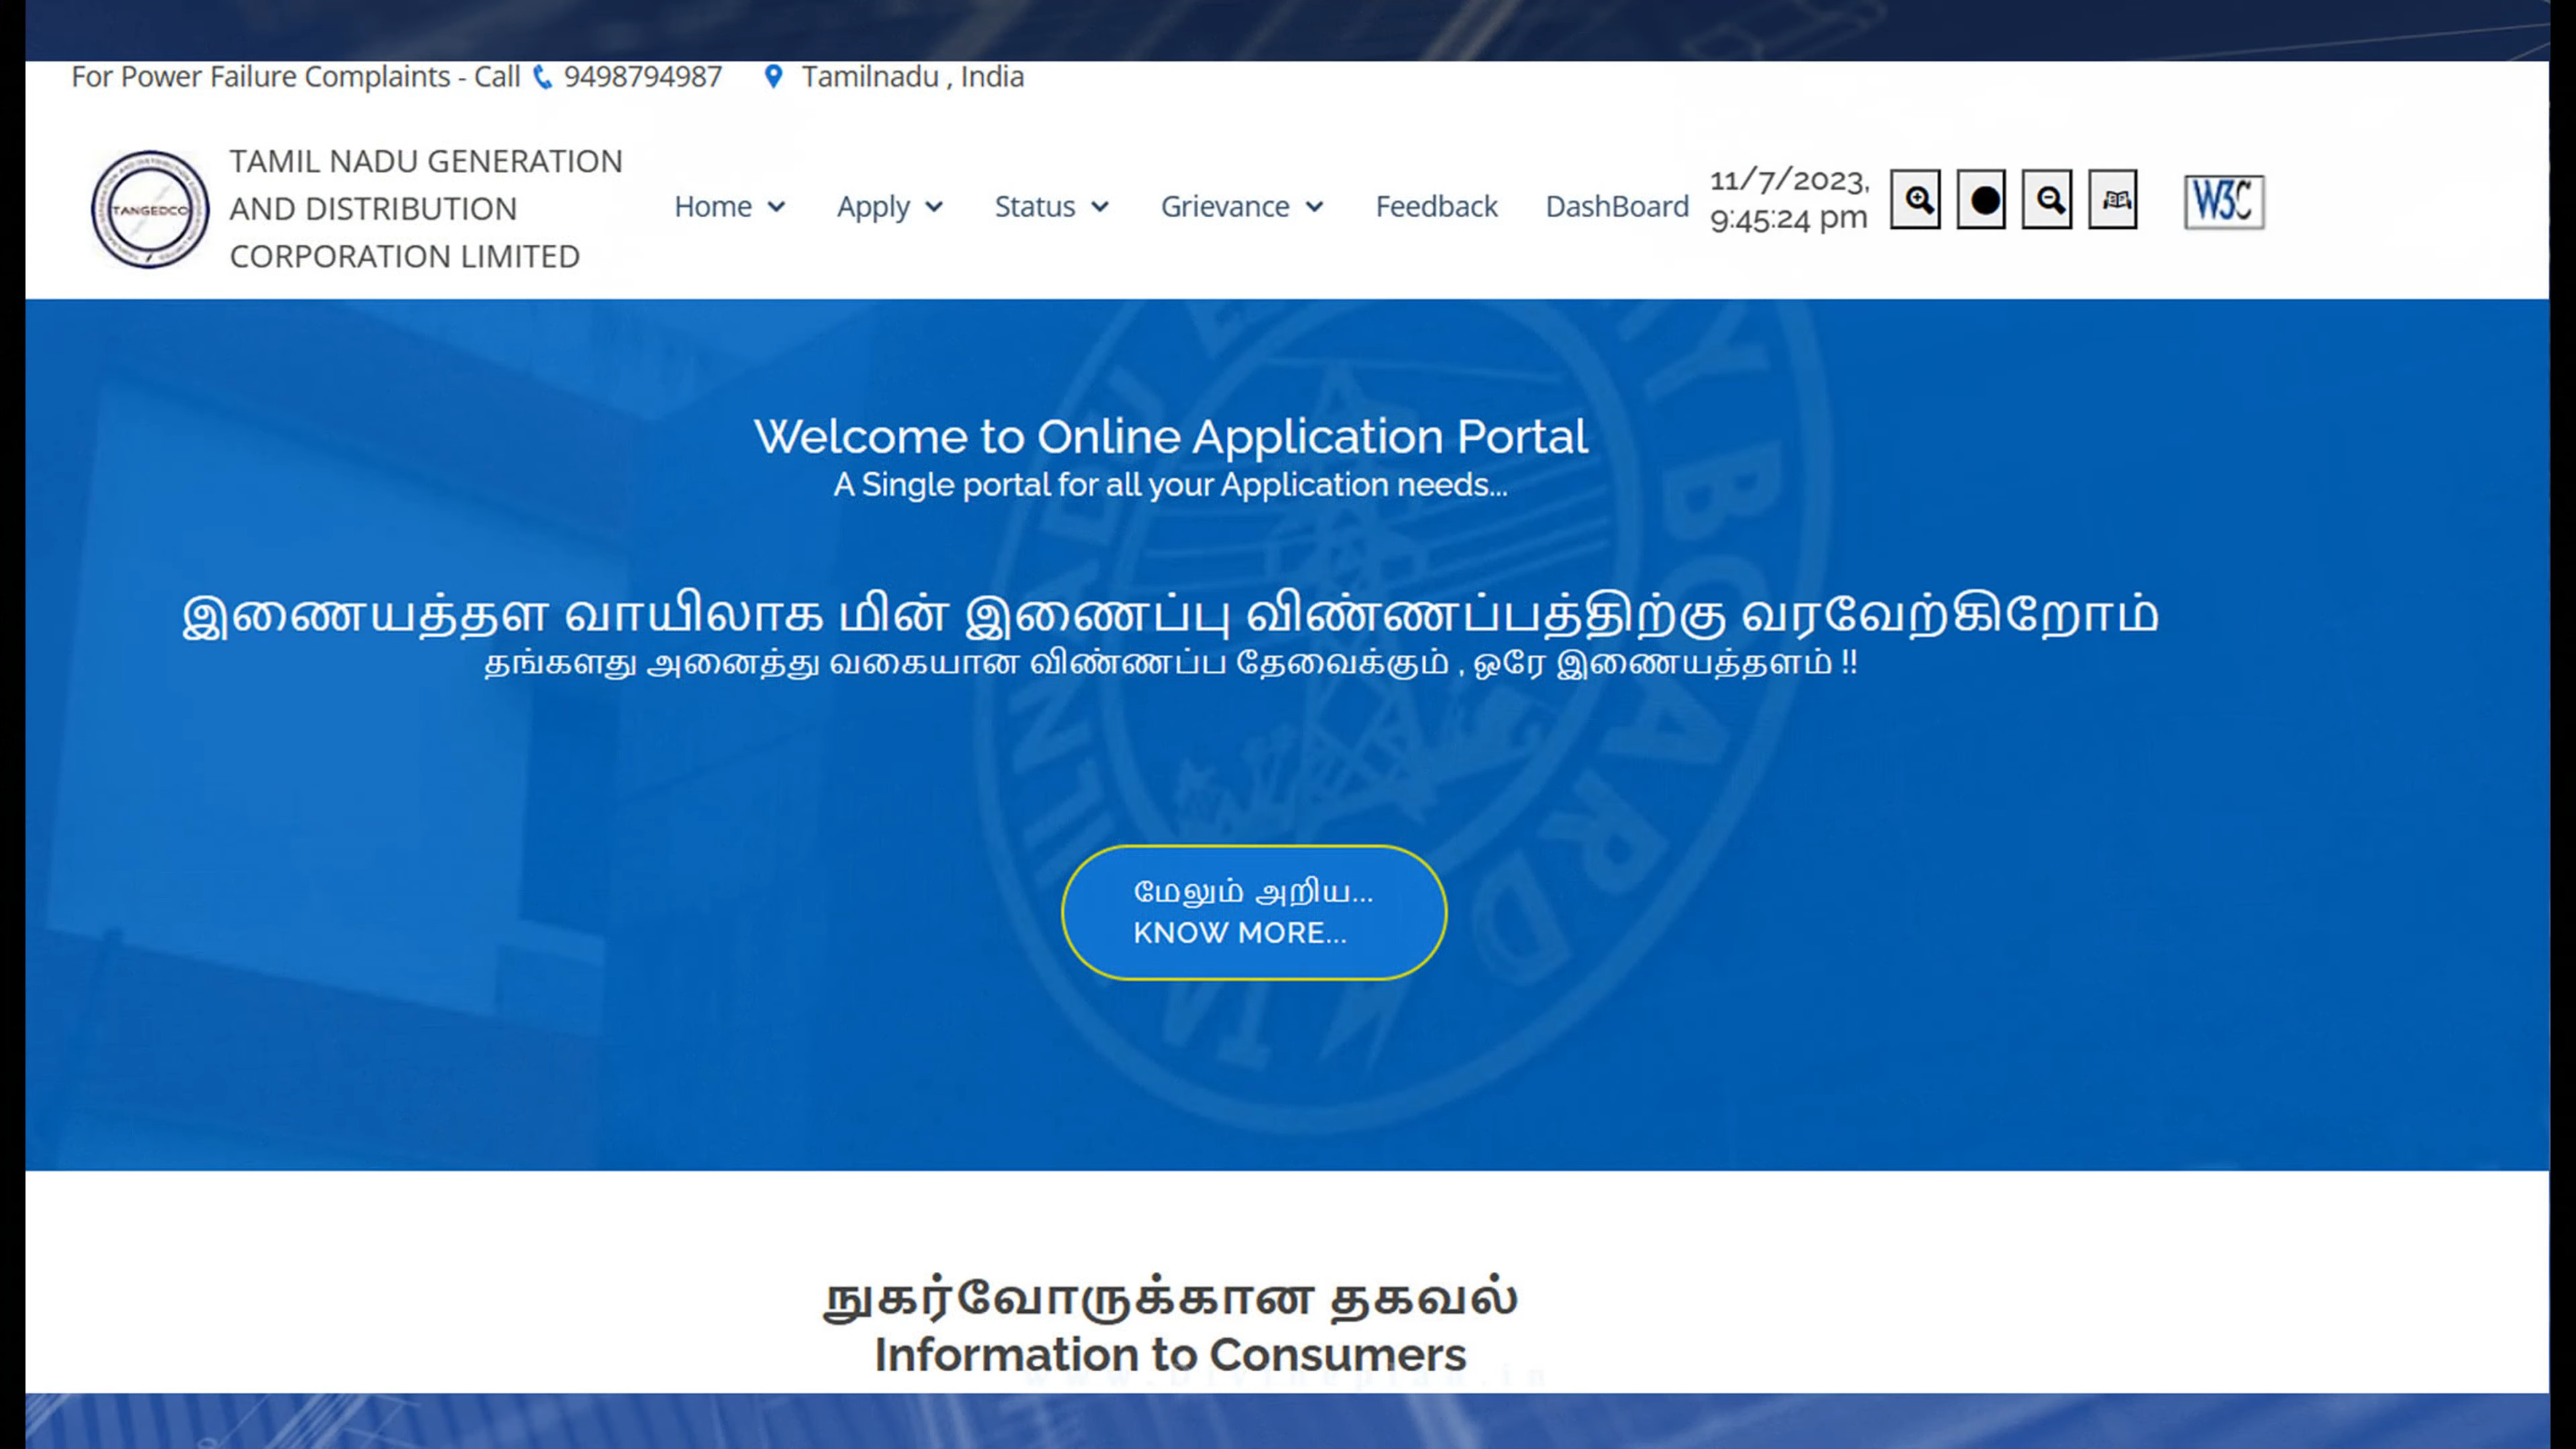 For Power Failure Complaints - Call 9498794987 Tamilnadu , India
TAMIL NADU GENERATION
AND DISTRIBUTION
CORPORATION LIMITED
TANGEDCO
Home Apply Status Grievance Feedback DashBoard
11/7/2023,
9:45:24 pm
W3C
Welcome to Online Application Portal
A Single portal for all your Application needs...
இணையத்தள வாயிலாக மின் இணைப்பு விண்ணப்பத்திற்கு வரவேற்கிறோம்
தங்களது அனைத்து வகையான விண்ணப்ப தேவைக்கும் , ஒரே இணையத்தளம் !!
மேலும் அறிய...
KNOW MORE...
நுகர்வோருக்கான தகவல்
Information to Consumers